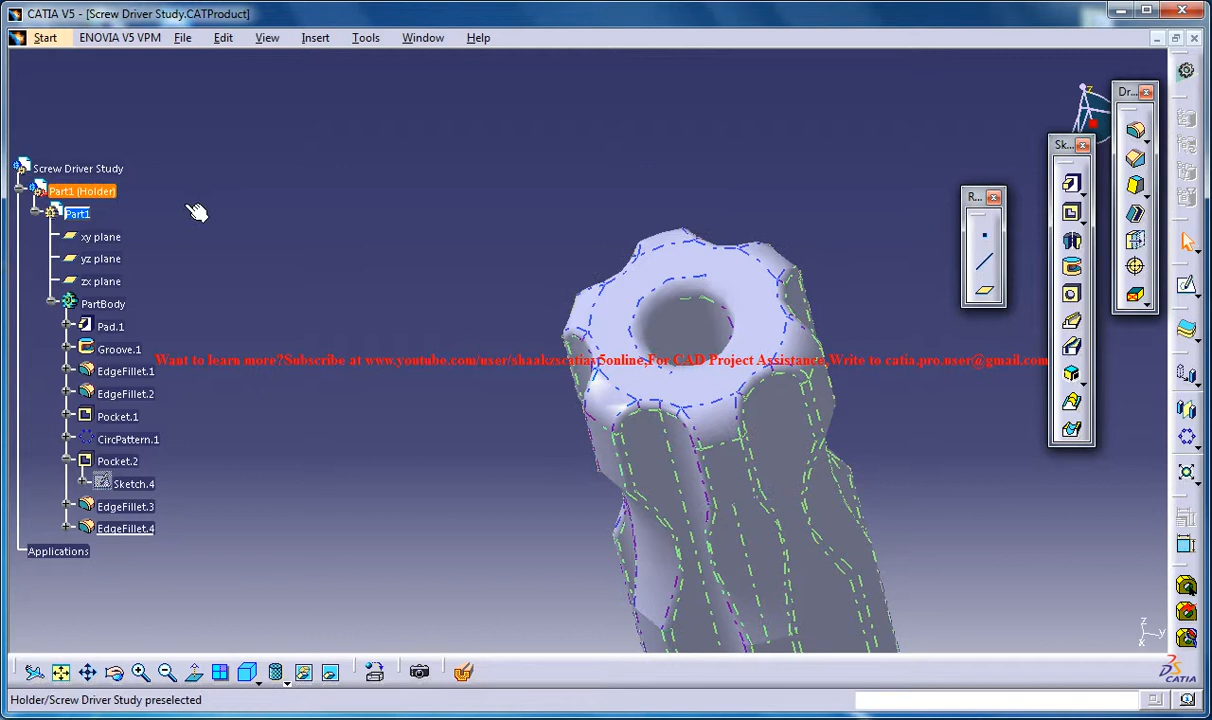 CATIA V5 - [Screw Driver Study.CATProduct]
Start ENOVIA V5 VPM File Edit View Insert Tools Window Help
Dr...
Sk...
R...
Screw Driver Study
Part1 (Holder)
Part1
xy plane
yz plane
zx plane
PartBody
Pad.1
Groove.1
Want to learn more?Subscribe at www.youtube.com/user/shaakzscatiav5online,For CAD Project Assistance,Write to catia.pro.user@gmail.com
EdgeFillet.1
EdgeFillet.2
Pocket.1
CircPattern.1
Pocket.2
Sketch.4
EdgeFillet.3
EdgeFillet.4
Applications
z
y
x
CATIA
Holder/Screw Driver Study preselected